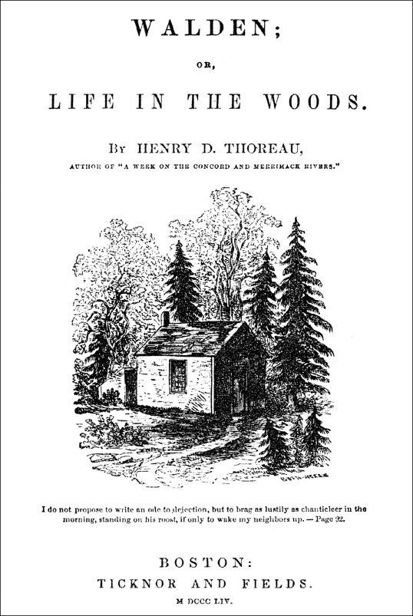 WALDEN;
OR,
LIFE IN THE WOODS.
By HENRY D. THOREAU,
AUTHOR OF "A WEEK ON THE CONCORD AND MERRIMACK RIVERS."
I do not propose to write an ode to dejection, but to brag as lustily as chanticleer in the
morning, standing on his roost, if only to wake my neighbors up. — Page 92.
BOSTON:
TICKNOR AND FIELDS.
M DCCC LIV.